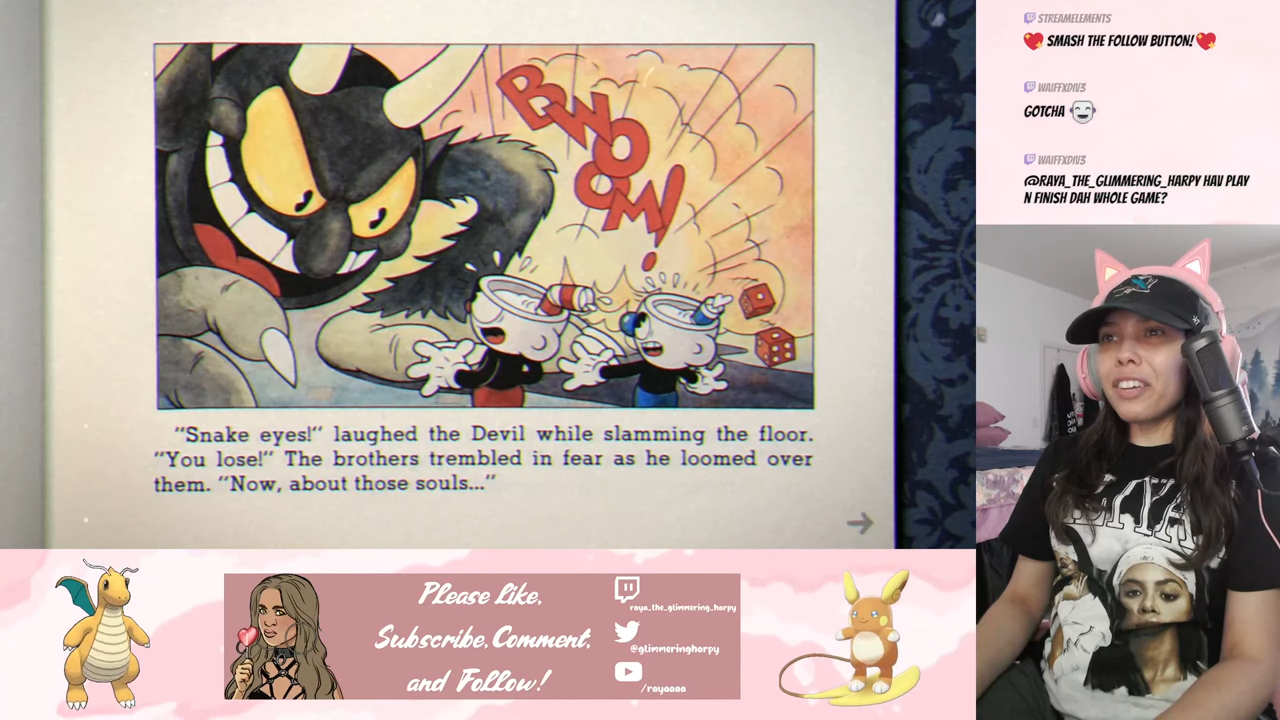 BWOOM!
"Snake eyes!" laughed the Devil while slamming the floor.
"You lose!" The brothers trembled in fear as he loomed over
them. "Now, about those souls..."
STREAMELEMENTS
SMASH THE FOLLOW BUTTON!
WAIFFXDIV3
GOTCHA
WAIFFXDIV3
@RAYA_THE_GLIMMERING_HARPY HAV PLAY
N FINISH DAH WHOLE GAME?
Please Like,
Subscribe, Comment,
and Follow!
raya_the_glimmering_harpy
@glimmeringharpy
/rayaaaa